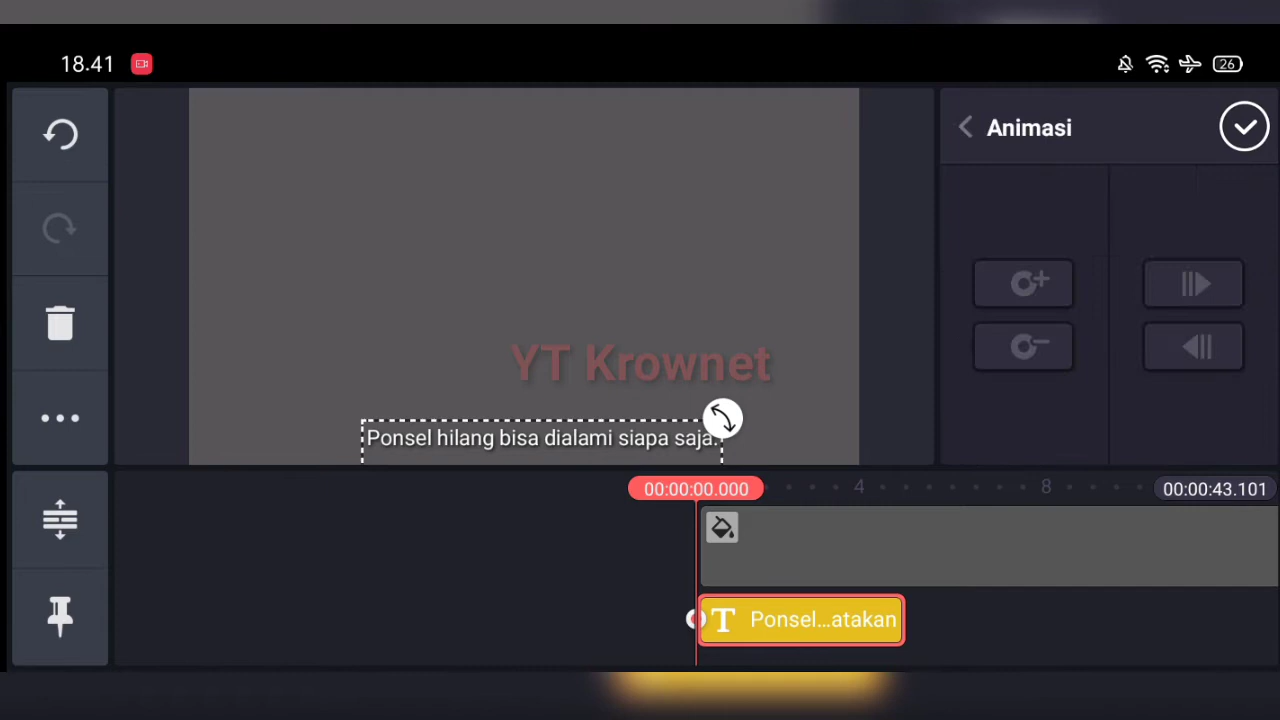 18.41
26
Animasi
YT Krownet
Ponsel hilang bisa dialami siapa saja.
00:00:00.000
4
8
00:00:43.101
T Ponsel...atakan